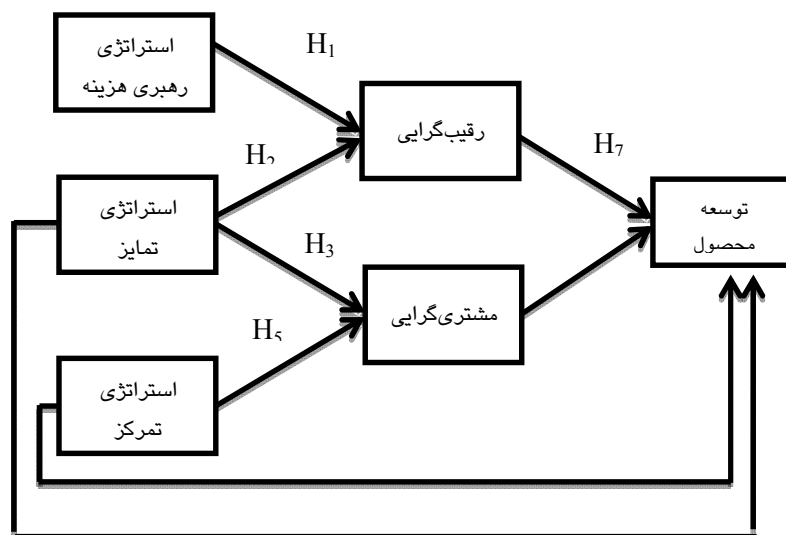 استراتژی
رهبری هزینه
H₁
رقیب‌گرایی
H₂
H₇
استراتژی
تمایز
توسعه
محصول
H₃
مشتری‌گرایی
H₅
استراتژی
تمرکز